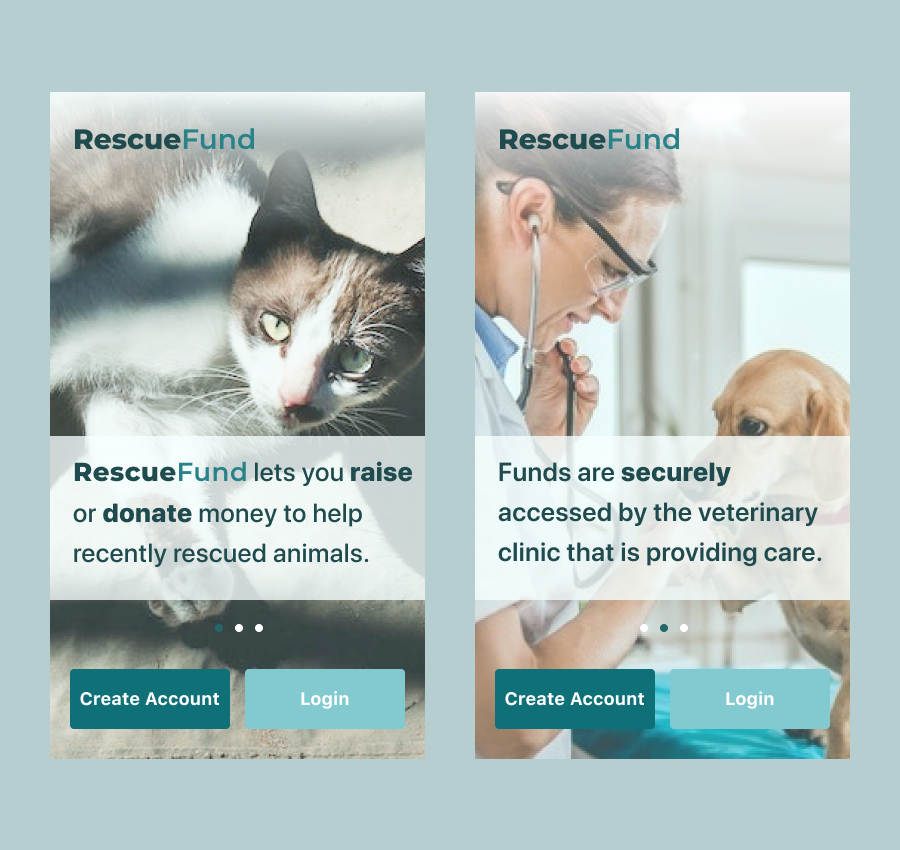 RescueFund
RescueFund lets you raise
or donate money to help
recently rescued animals.
Create Account
Login
RescueFund
Funds are securely
accessed by the veterinary
clinic that is providing care.
Create Account
Login